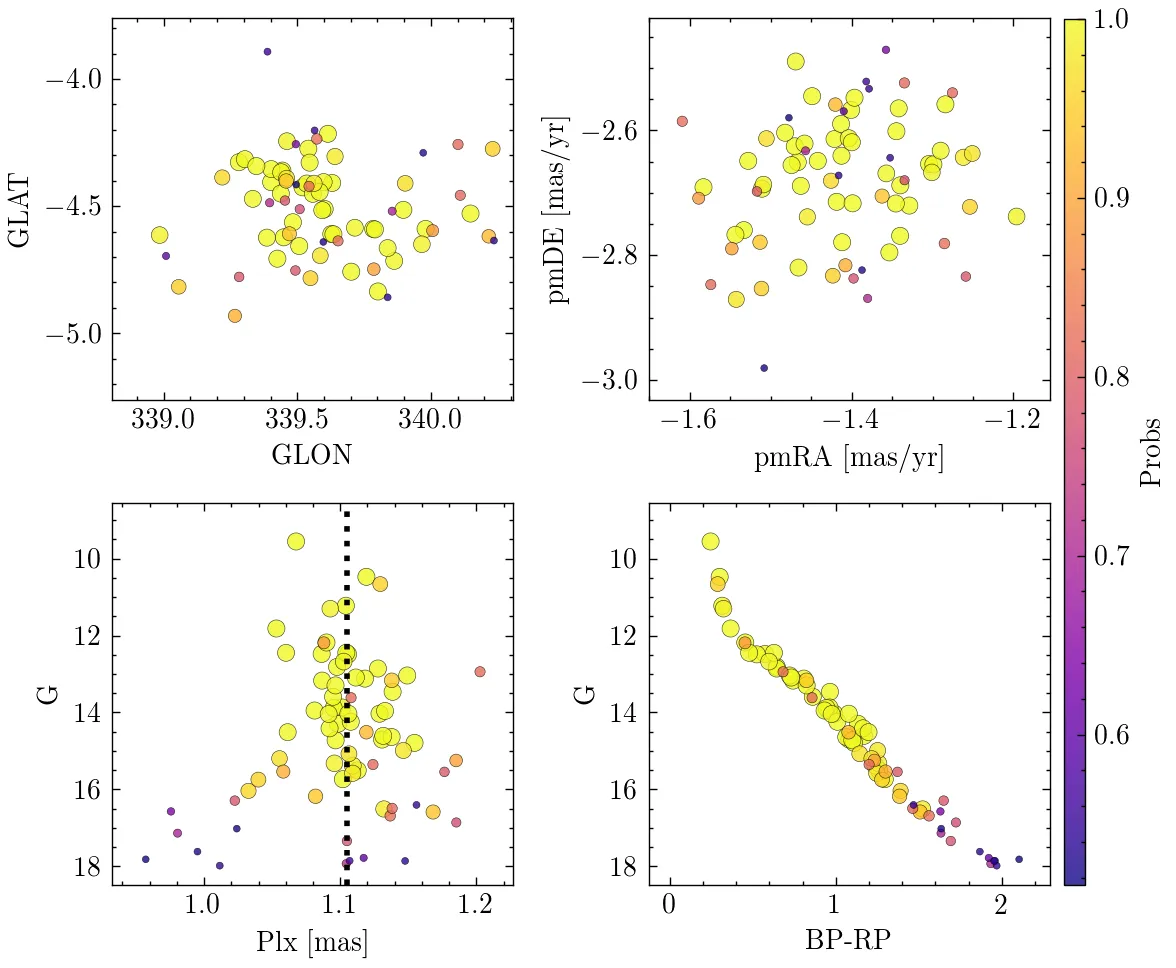 −4.0
−4.5
−5.0
GLAT
339.0 339.5 340.0
GLON
−2.6
−2.8
−3.0
pmDE [mas/yr]
−1.6 −1.4 −1.2
pmRA [mas/yr]
10
12
14
16
18
G
1.0 1.1 1.2
Plx [mas]
10
12
14
16
18
G
0 1 2
BP-RP
1.0
0.9
0.8
0.7
0.6
Probs